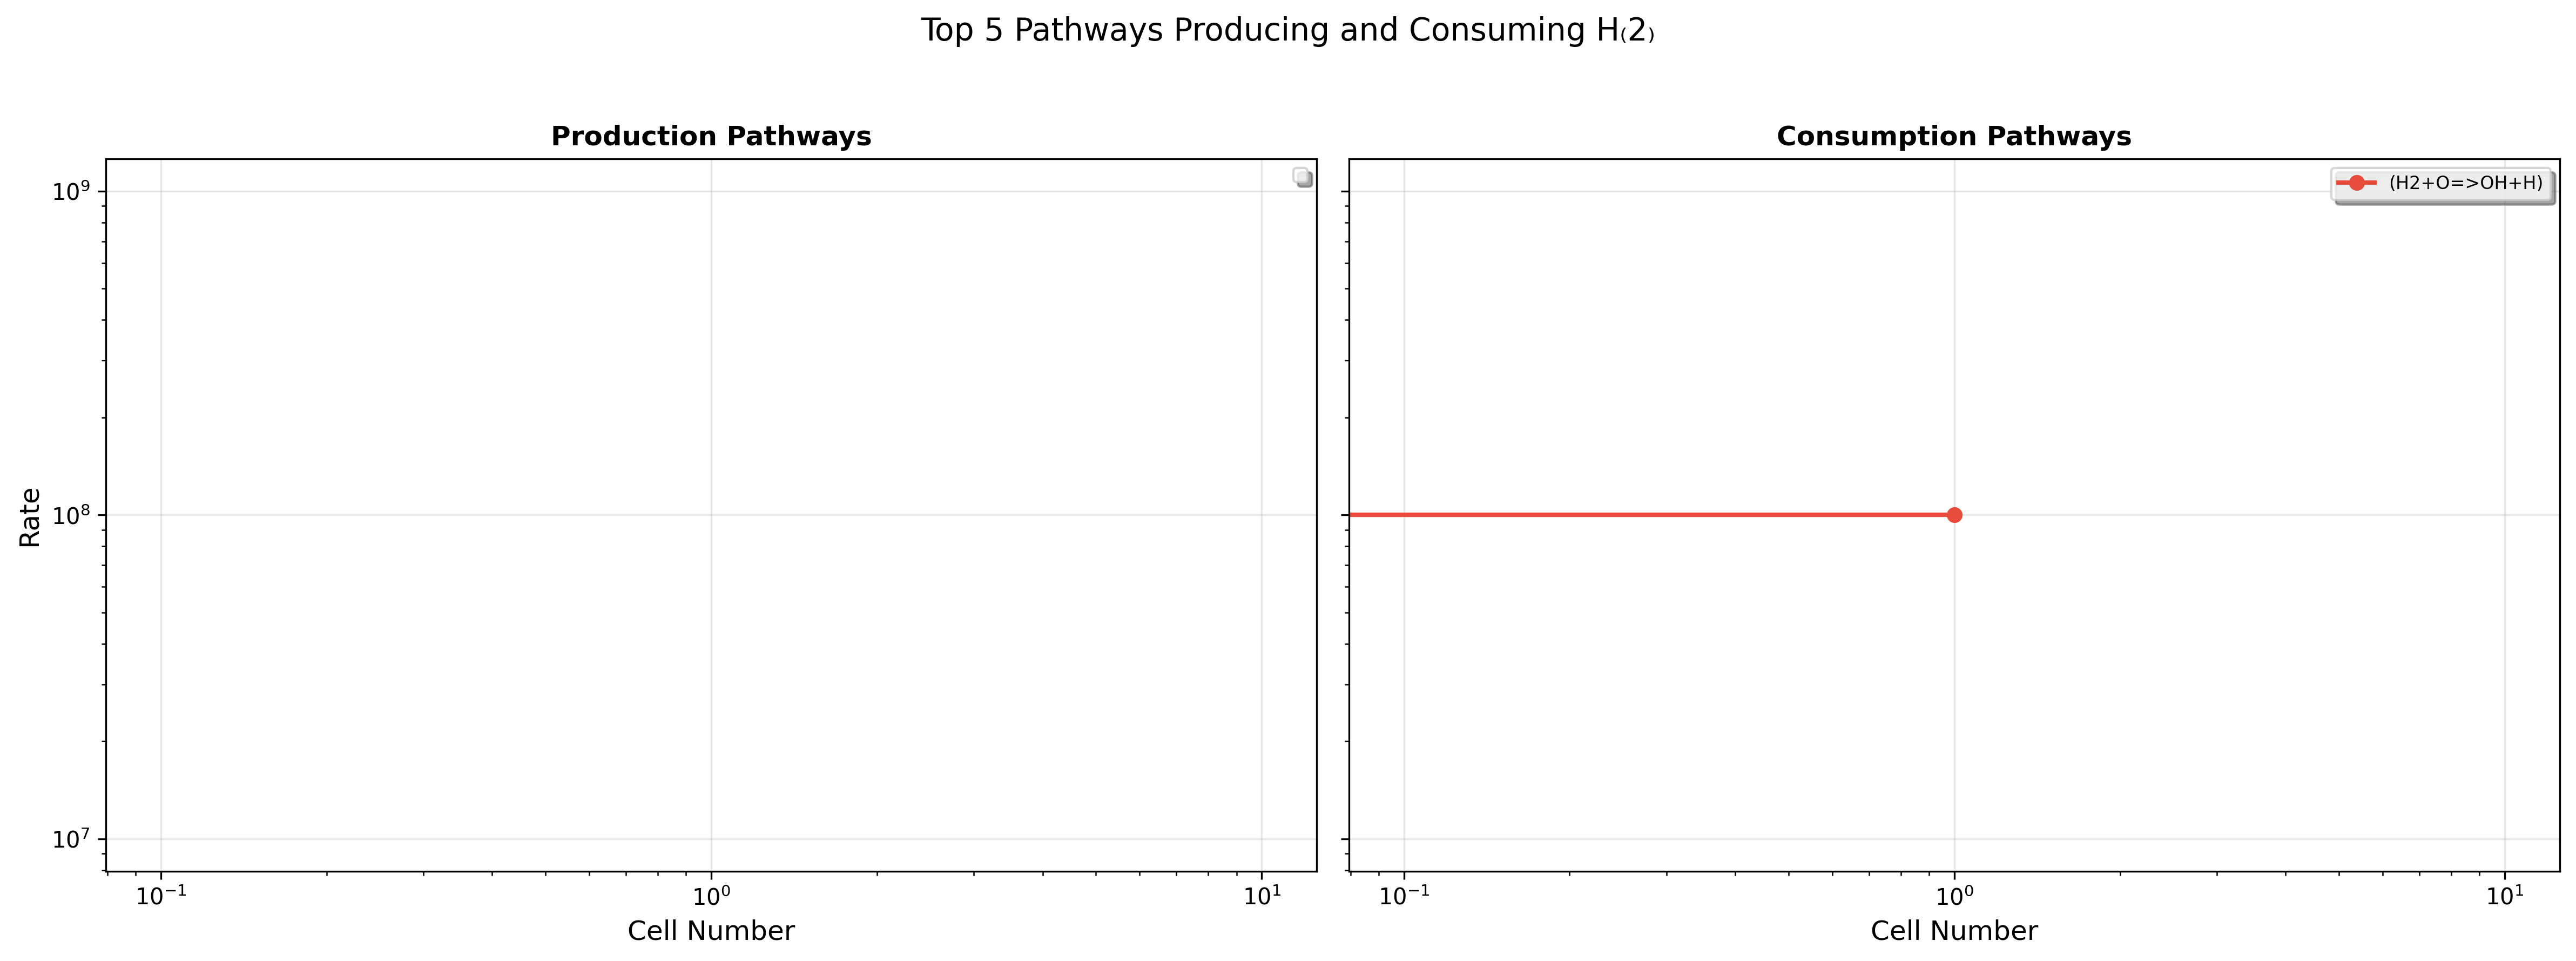 Top 5 Pathways Producing and Consuming H₍2₎
Production Pathways
Rate
10⁹
10⁸
10⁷
10⁻¹
10⁰
10¹
Cell Number
Consumption Pathways
(H2+O=>OH+H)
10⁻¹
10⁰
10¹
Cell Number